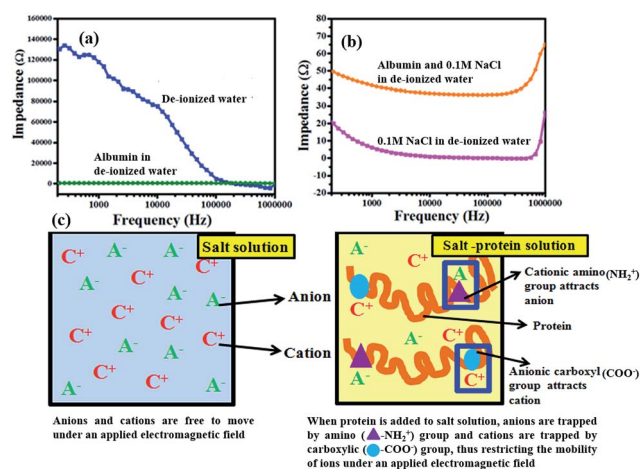 (a)
Impedance (Ω)
160000
140000
120000
100000
80000
60000
40000
20000
0
De-ionized water
Albumin in
de-ionized water
1000 10000 100000 1000000
Frequency (Hz)
(b)
Impedance (Ω)
80
70
60
50
40
30
20
10
0
-10
-20
Albumin and 0.1M NaCl
in de-ionized water
0.1M NaCl in de-ionized water
1000 10000 100000 1000000
Frequency (Hz)
(c)
Salt solution
C+ A- C+
A- C+ A-
C+ A- C+ A-
C+ A- C+
A- C+ A-
Anion
Cation
Anions and cations are free to move
under an applied electromagnetic field
Salt -protein solution
A-
C+
A-
C+
A-
C+
A-
C+
Cationic amino(NH₂⁺)
group attracts
anion
Protein
Anionic carboxyl(COO⁻)
group attracts
cation
When protein is added to salt solution, anions are trapped
by amino (-NH₂⁺) group and cations are trapped by
carboxylic (-COO⁻) group, thus restricting the mobility
of ions under an applied electromagnetic field